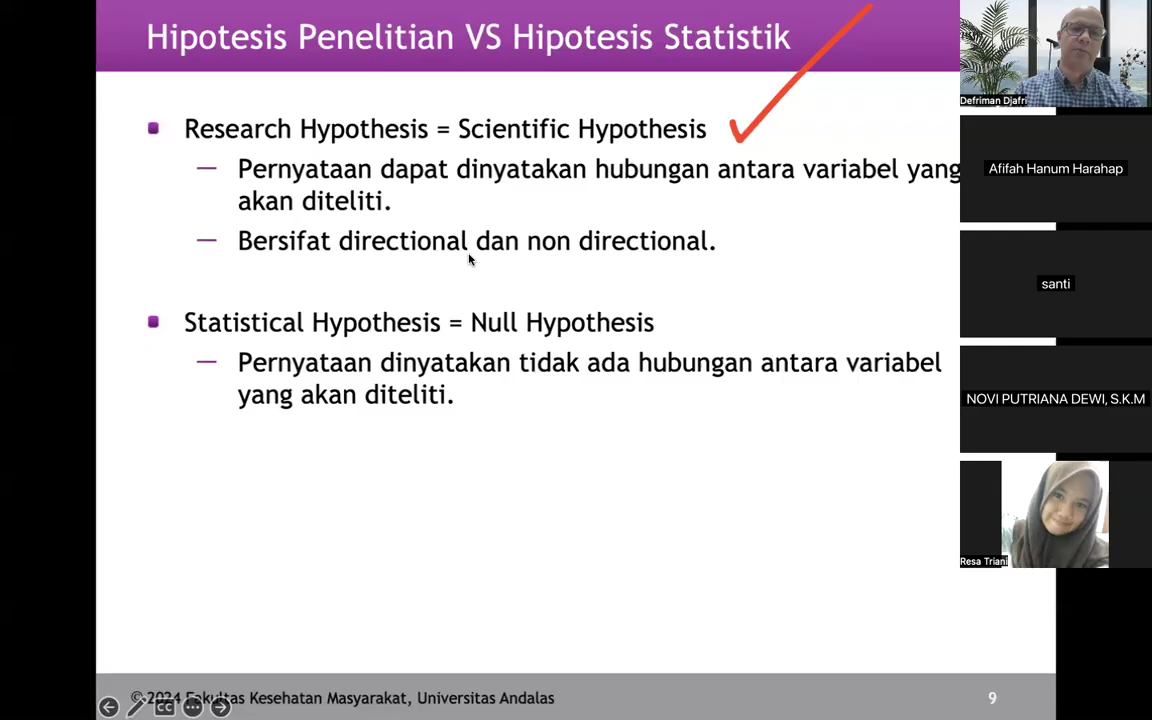 Hipotesis Penelitian VS Hipotesis Statistik
Research Hypothesis = Scientific Hypothesis
— Pernyataan dapat dinyatakan hubungan antara variabel yang
akan diteliti.
— Bersifat directional dan non directional.
Statistical Hypothesis = Null Hypothesis
— Pernyataan dinyatakan tidak ada hubungan antara variabel
yang akan diteliti.
©2024 Fakultas Kesehatan Masyarakat, Universitas Andalas
9
CC
Defriman Djafri
Afifah Hanum Harahap
santi
NOVI PUTRIANA DEWI, S.K.M
Resa Triani